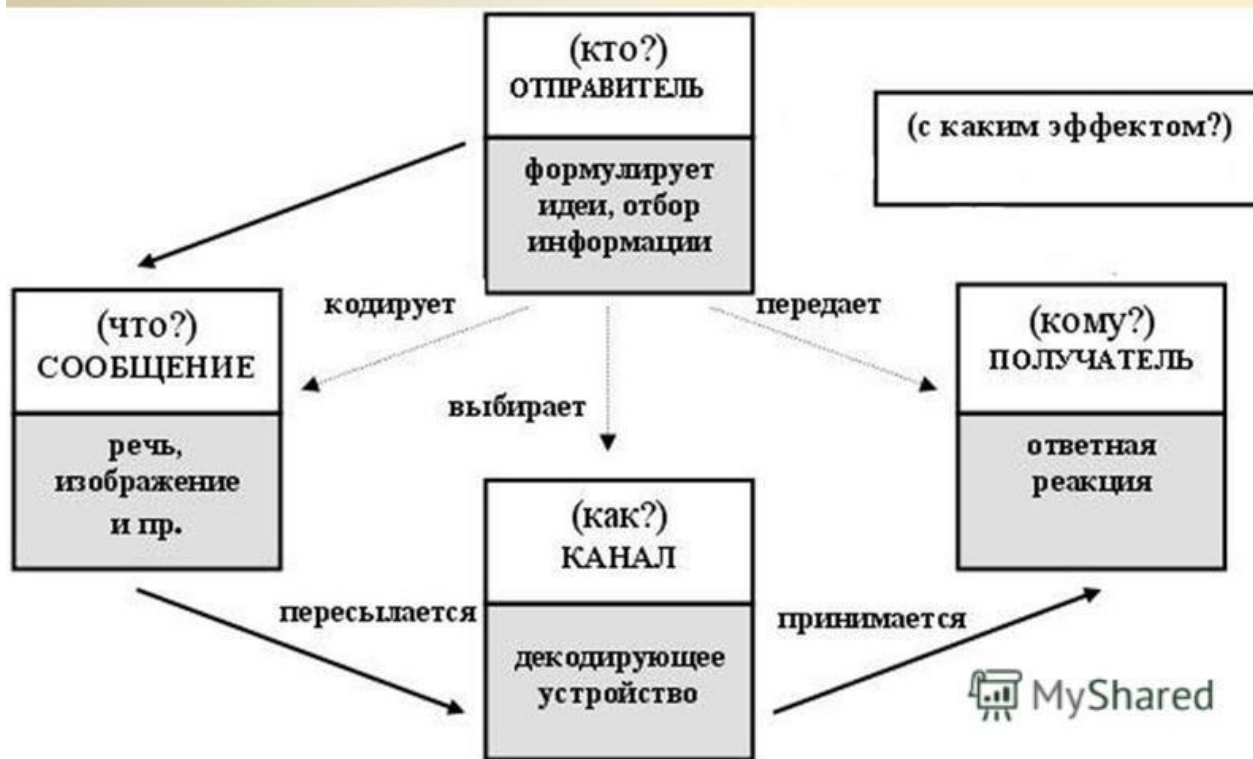 (кто?)
ОТПРАВИТЕЛЬ
формулирует
идеи, отбор
информации
(с каким эффектом?)
кодирует
передает
(что?)
СООБЩЕНИЕ
речь,
изображение
и пр.
выбирает
(кому?)
ПОЛУЧАТЕЛЬ
ответная
реакция
(как?)
КАНАЛ
декодирующее
устройство
пересылается
принимается
MyShared